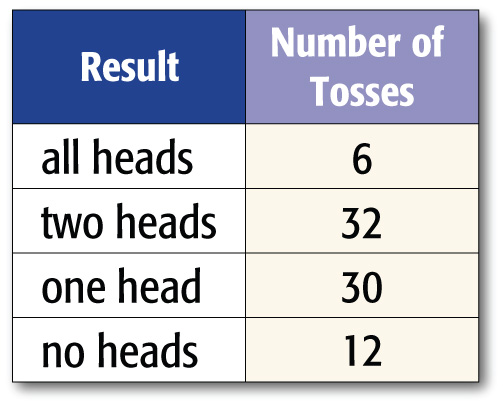 Result
Number of
Tosses
all heads 6
two heads 32
one head 30
no heads 12